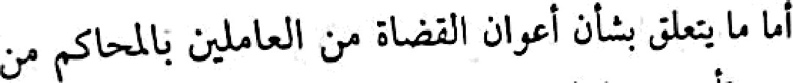 أما ما يتعلق بشأن أعوان القضاة من العاملين بالمحاكم من